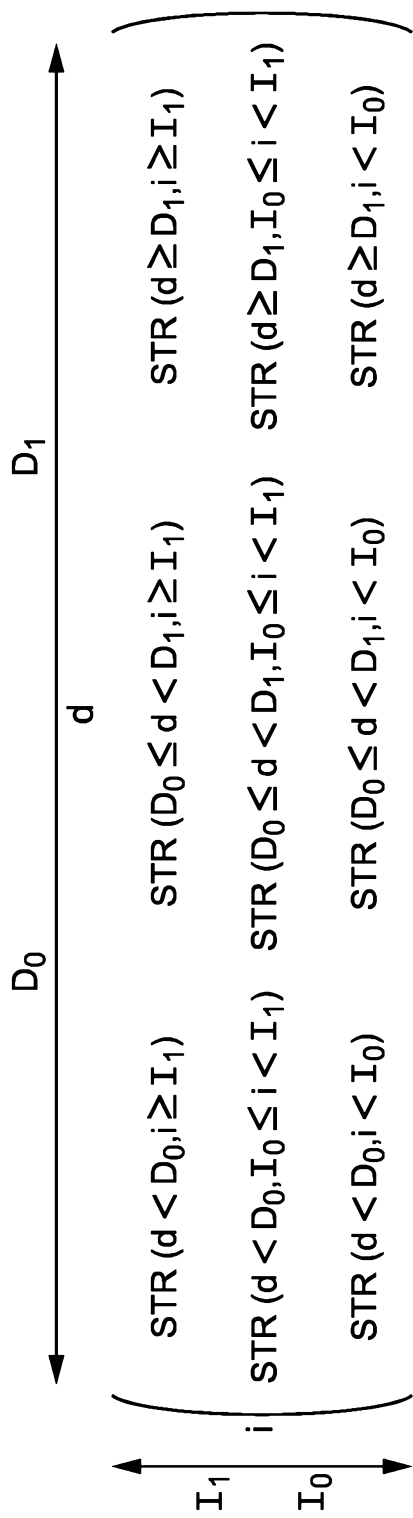 D₀ D₁
d
I₁ STR (d < D₀, i ≥ I₁) STR (D₀ ≤ d < D₁, i ≥ I₁) STR (d ≥ D₁, i ≥ I₁)
i STR (d < D₀, I₀ ≤ i < I₁) STR (D₀ ≤ d < D₁, I₀ ≤ i < I₁) STR (d ≥ D₁, I₀ ≤ i < I₁)
I₀ STR (d < D₀, i < I₀) STR (D₀ ≤ d < D₁, i < I₀) STR (d ≥ D₁, i < I₀)